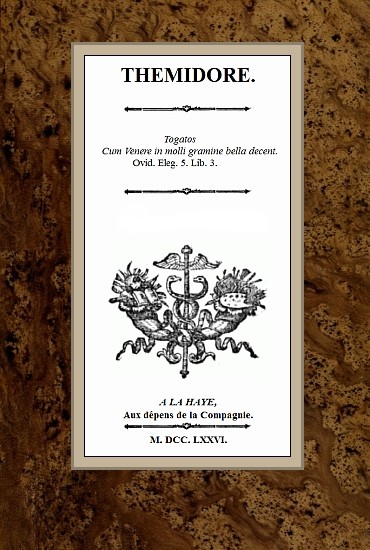 THEMIDORE.
Togatos
Cum Venere in molli gramine bella decent.
Ovid. Eleg. 5. Lib. 3.
A LA HAYE,
Aux dépens de la Compagnie.
M. DCC. LXXVI.